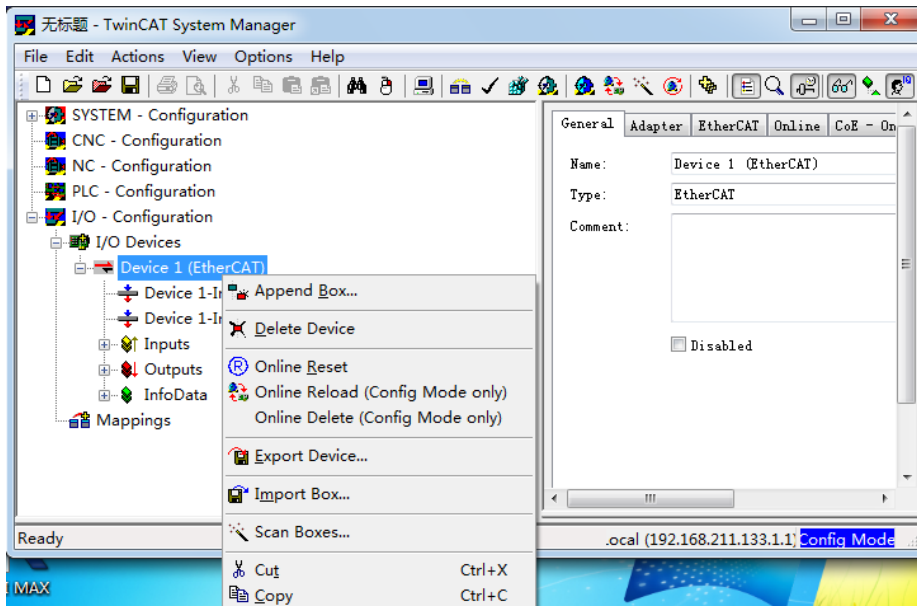 无标题 - TwinCAT System Manager
File Edit Actions View Options Help
SYSTEM - Configuration
CNC - Configuration
NC - Configuration
PLC - Configuration
I/O - Configuration
I/O Devices
Device 1 (EtherCAT)
Device 1-I
Device 1-I
Inputs
Outputs
InfoData
Mappings
Append Box...
Delete Device
Online Reset
Online Reload (Config Mode only)
Online Delete (Config Mode only)
Export Device...
Import Box...
Scan Boxes...
Cut Ctrl+X
Copy Ctrl+C
General Adapter EtherCAT Online CoE - On
Name: Device 1 (EtherCAT)
Type: EtherCAT
Comment:
Disabled
Ready
.ocal (192.168.211.133.1.1) Config Mode
MAX